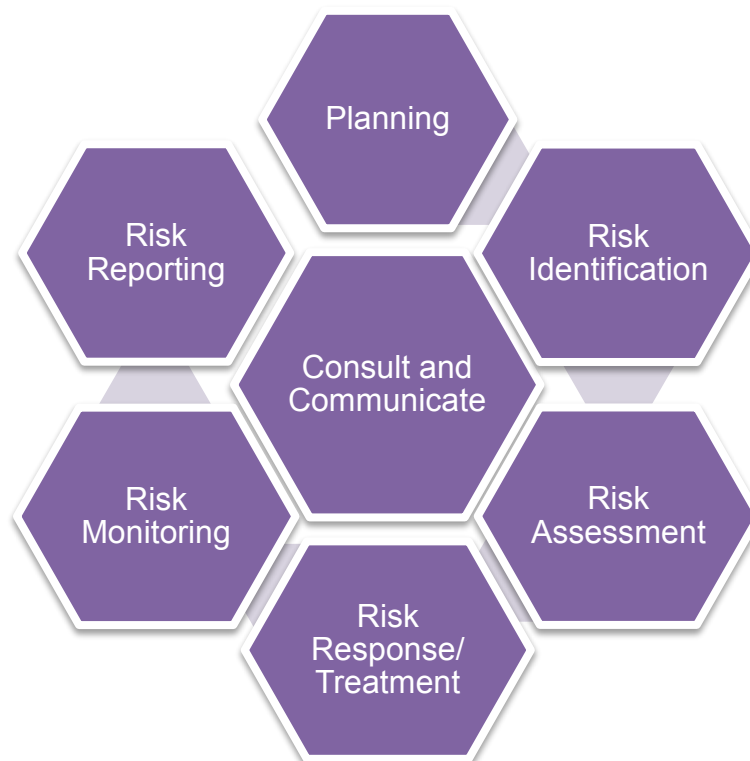 Planning
Risk
Identification
Risk
Assessment
Risk
Response/
Treatment
Risk
Monitoring
Risk
Reporting
Consult and
Communicate